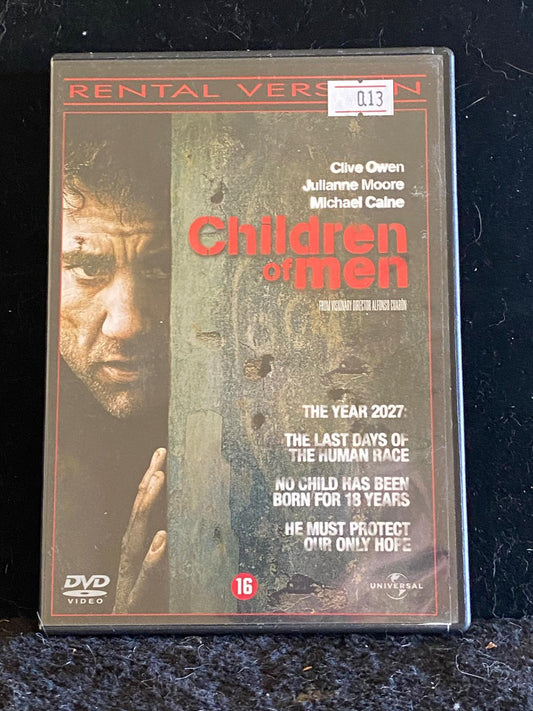 RENTAL VERSION
0.13
Clive Owen
Julianne Moore
Michael Caine
Children
of men
FROM VISIONARY DIRECTOR ALFONSO CUARÓN
THE YEAR 2027:
THE LAST DAYS OF
THE HUMAN RACE
NO CHILD HAS BEEN
BORN FOR 18 YEARS
HE MUST PROTECT
OUR ONLY HOPE
DVD
VIDEO
16
UNIVERSAL